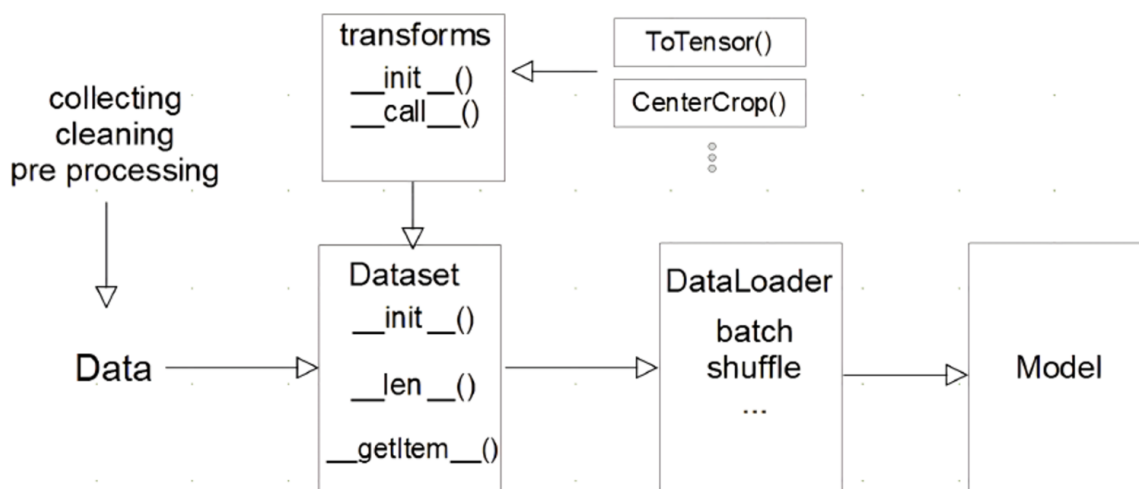 transforms
__init__()
__call__()
ToTensor()
CenterCrop()
collecting
cleaning
pre processing
Data
Dataset
__init__()
__len__()
__getItem__()
DataLoader
batch
shuffle
...
Model